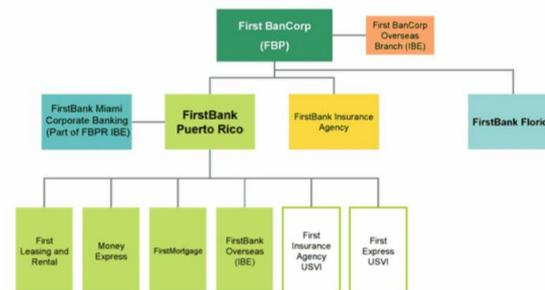 First BanCorp
(FBP)
First BanCorp
Overseas
Branch (IBE)
FirstBank Miami
Corporate Banking
(Part of FBPR IBE)
FirstBank
Puerto Rico
FirstBank Insurance
Agency
FirstBank Florid
First
Leasing and
Rental
Money
Express
FirstMortgage
FirstBank
Overseas
(IBE)
First
Insurance
Agency
USVI
First
Express
USVI